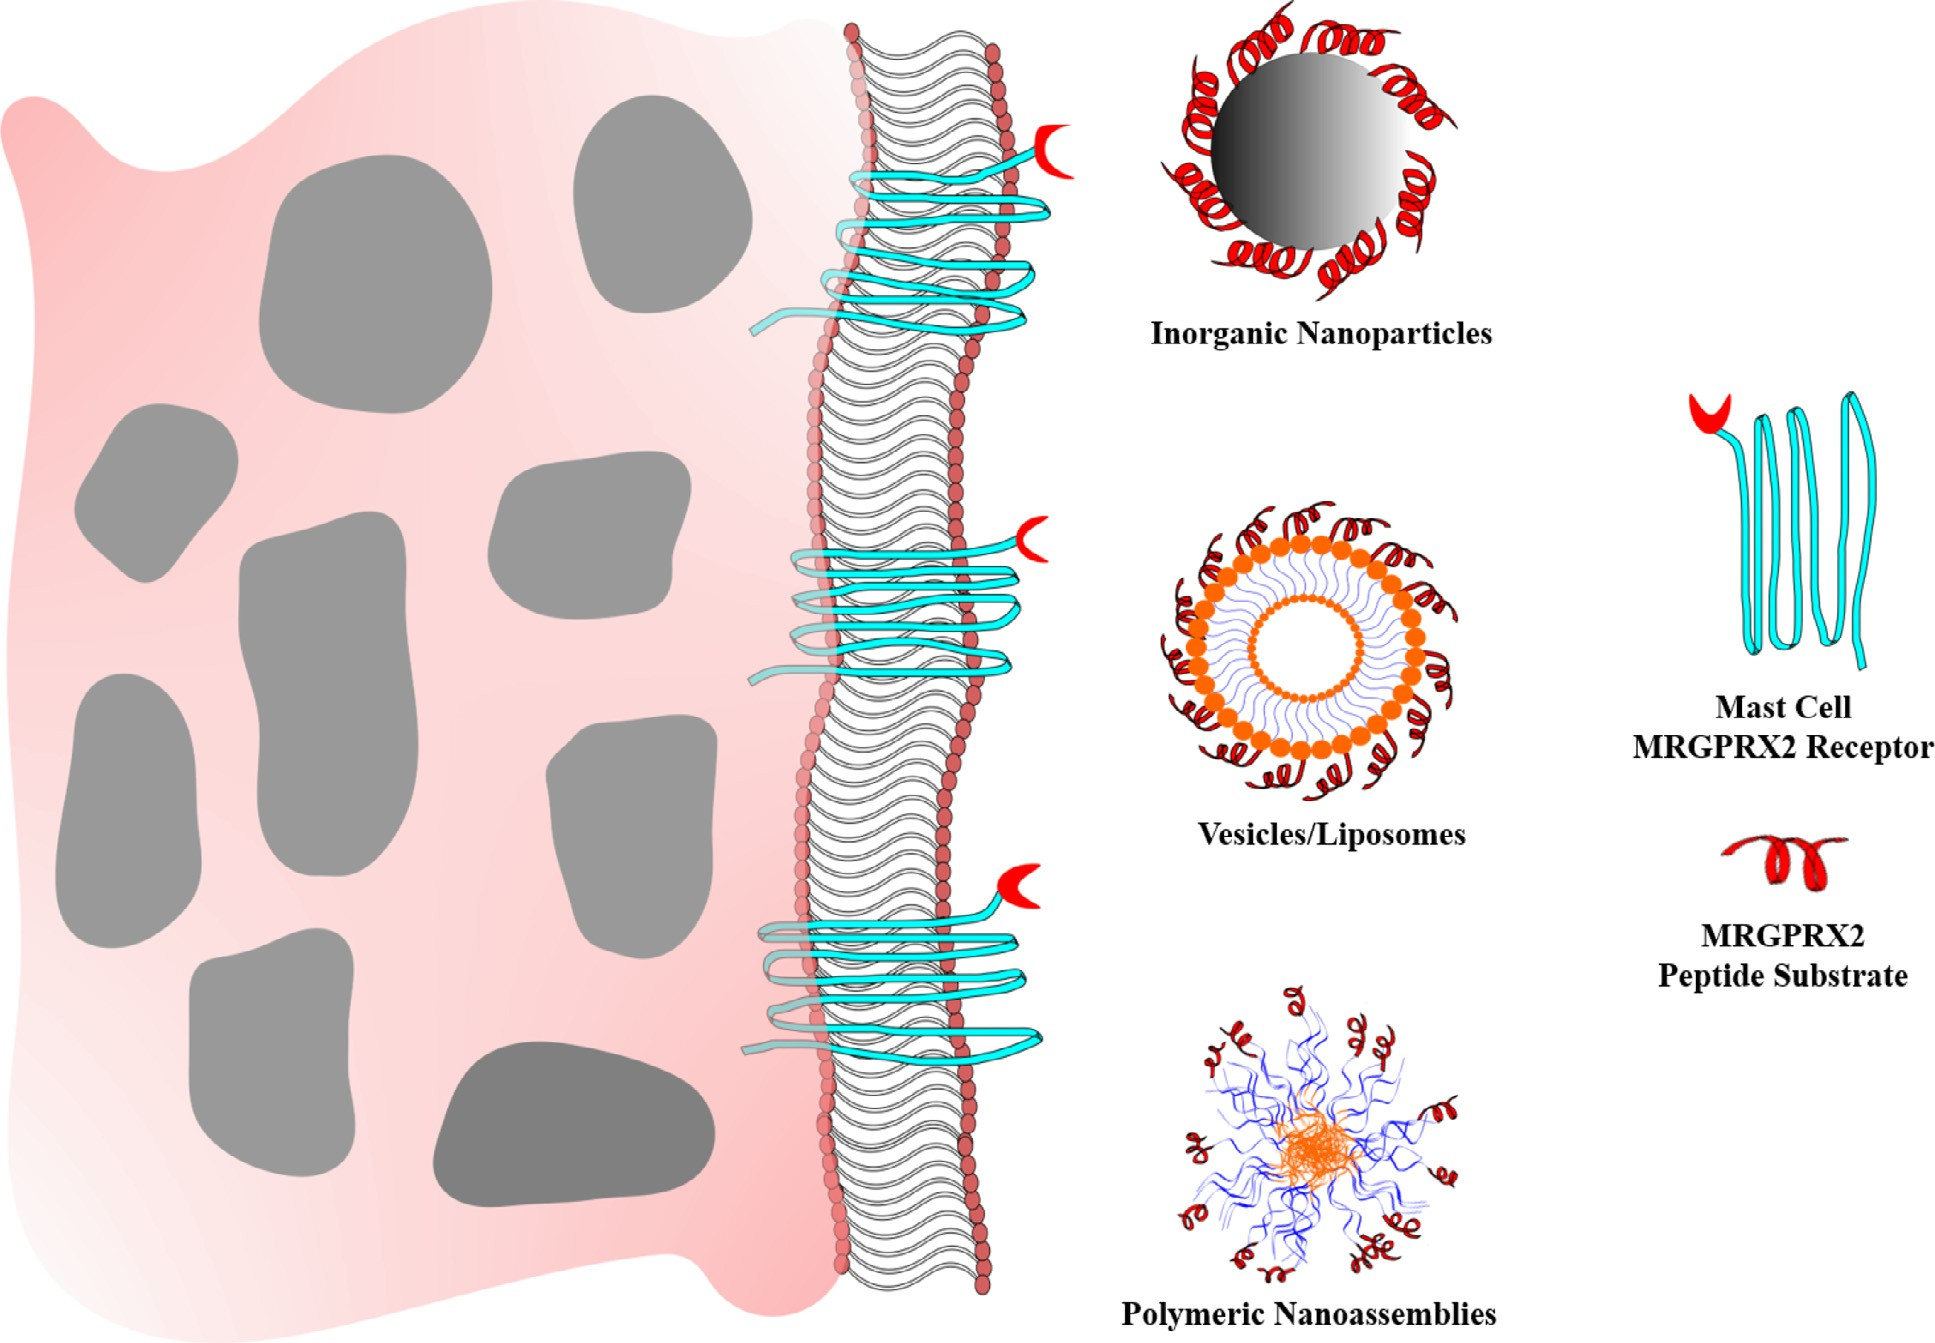 Inorganic Nanoparticles
Vesicles/Liposomes
Polymeric Nanoassemblies
Mast Cell
MRGPRX2 Receptor
MRGPRX2
Peptide Substrate